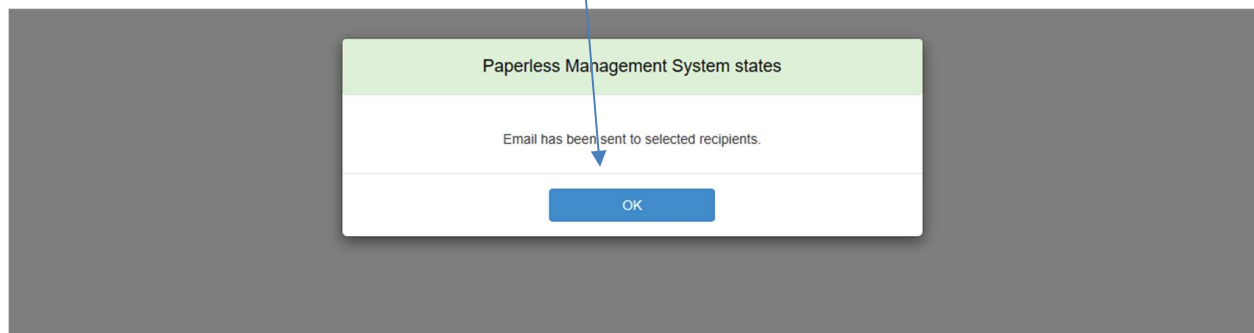 Paperless Management System states
Email has been sent to selected recipients.
OK